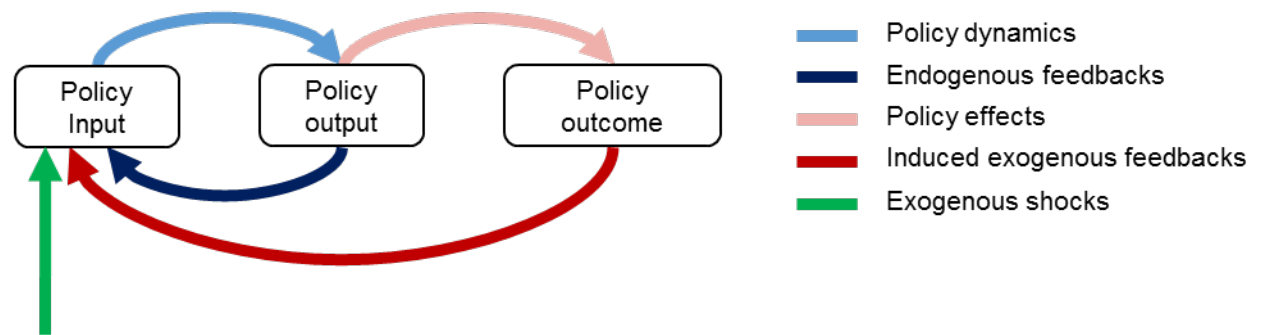 Policy
Input
Policy
output
Policy
outcome
Policy dynamics
Endogenous feedbacks
Policy effects
Induced exogenous feedbacks
Exogenous shocks